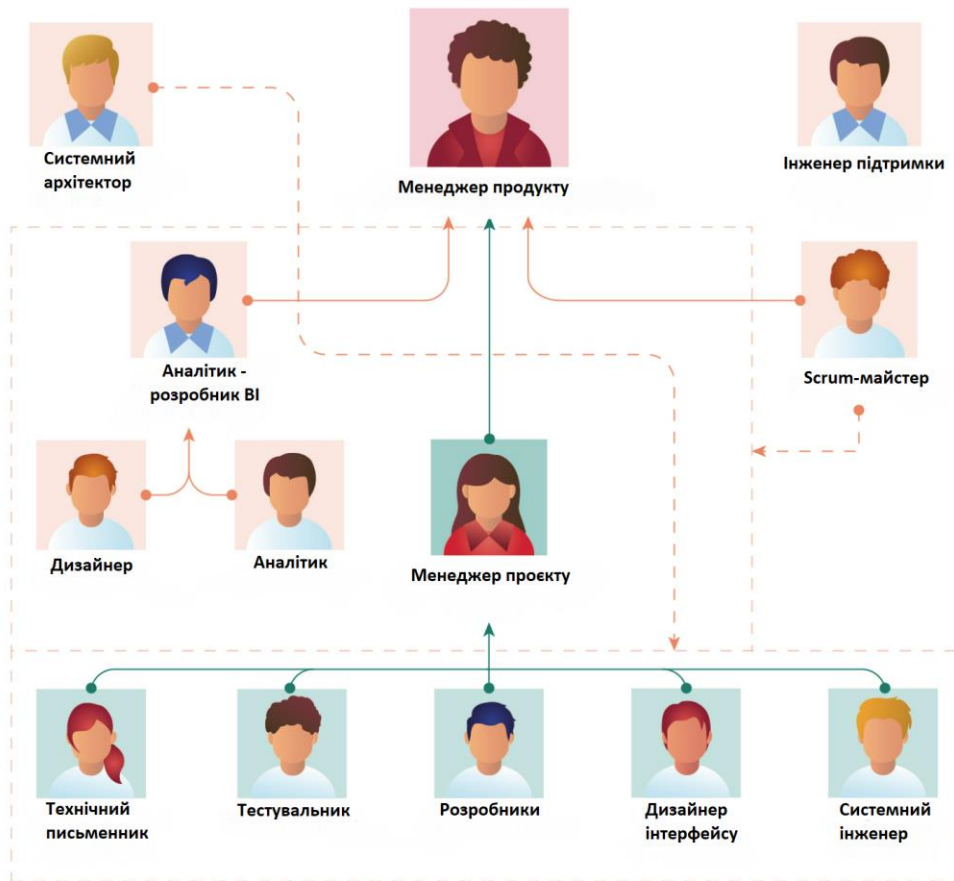 Системний
архітектор
Менеджер продукту
Інженер підтримки
Аналітик -
розробник ВІ
Scrum-майстер
Дизайнер
Аналітик
Менеджер проєкту
Технічний
письменник
Тестувальник
Розробники
Дизайнер
інтерфейсу
Системний
інженер